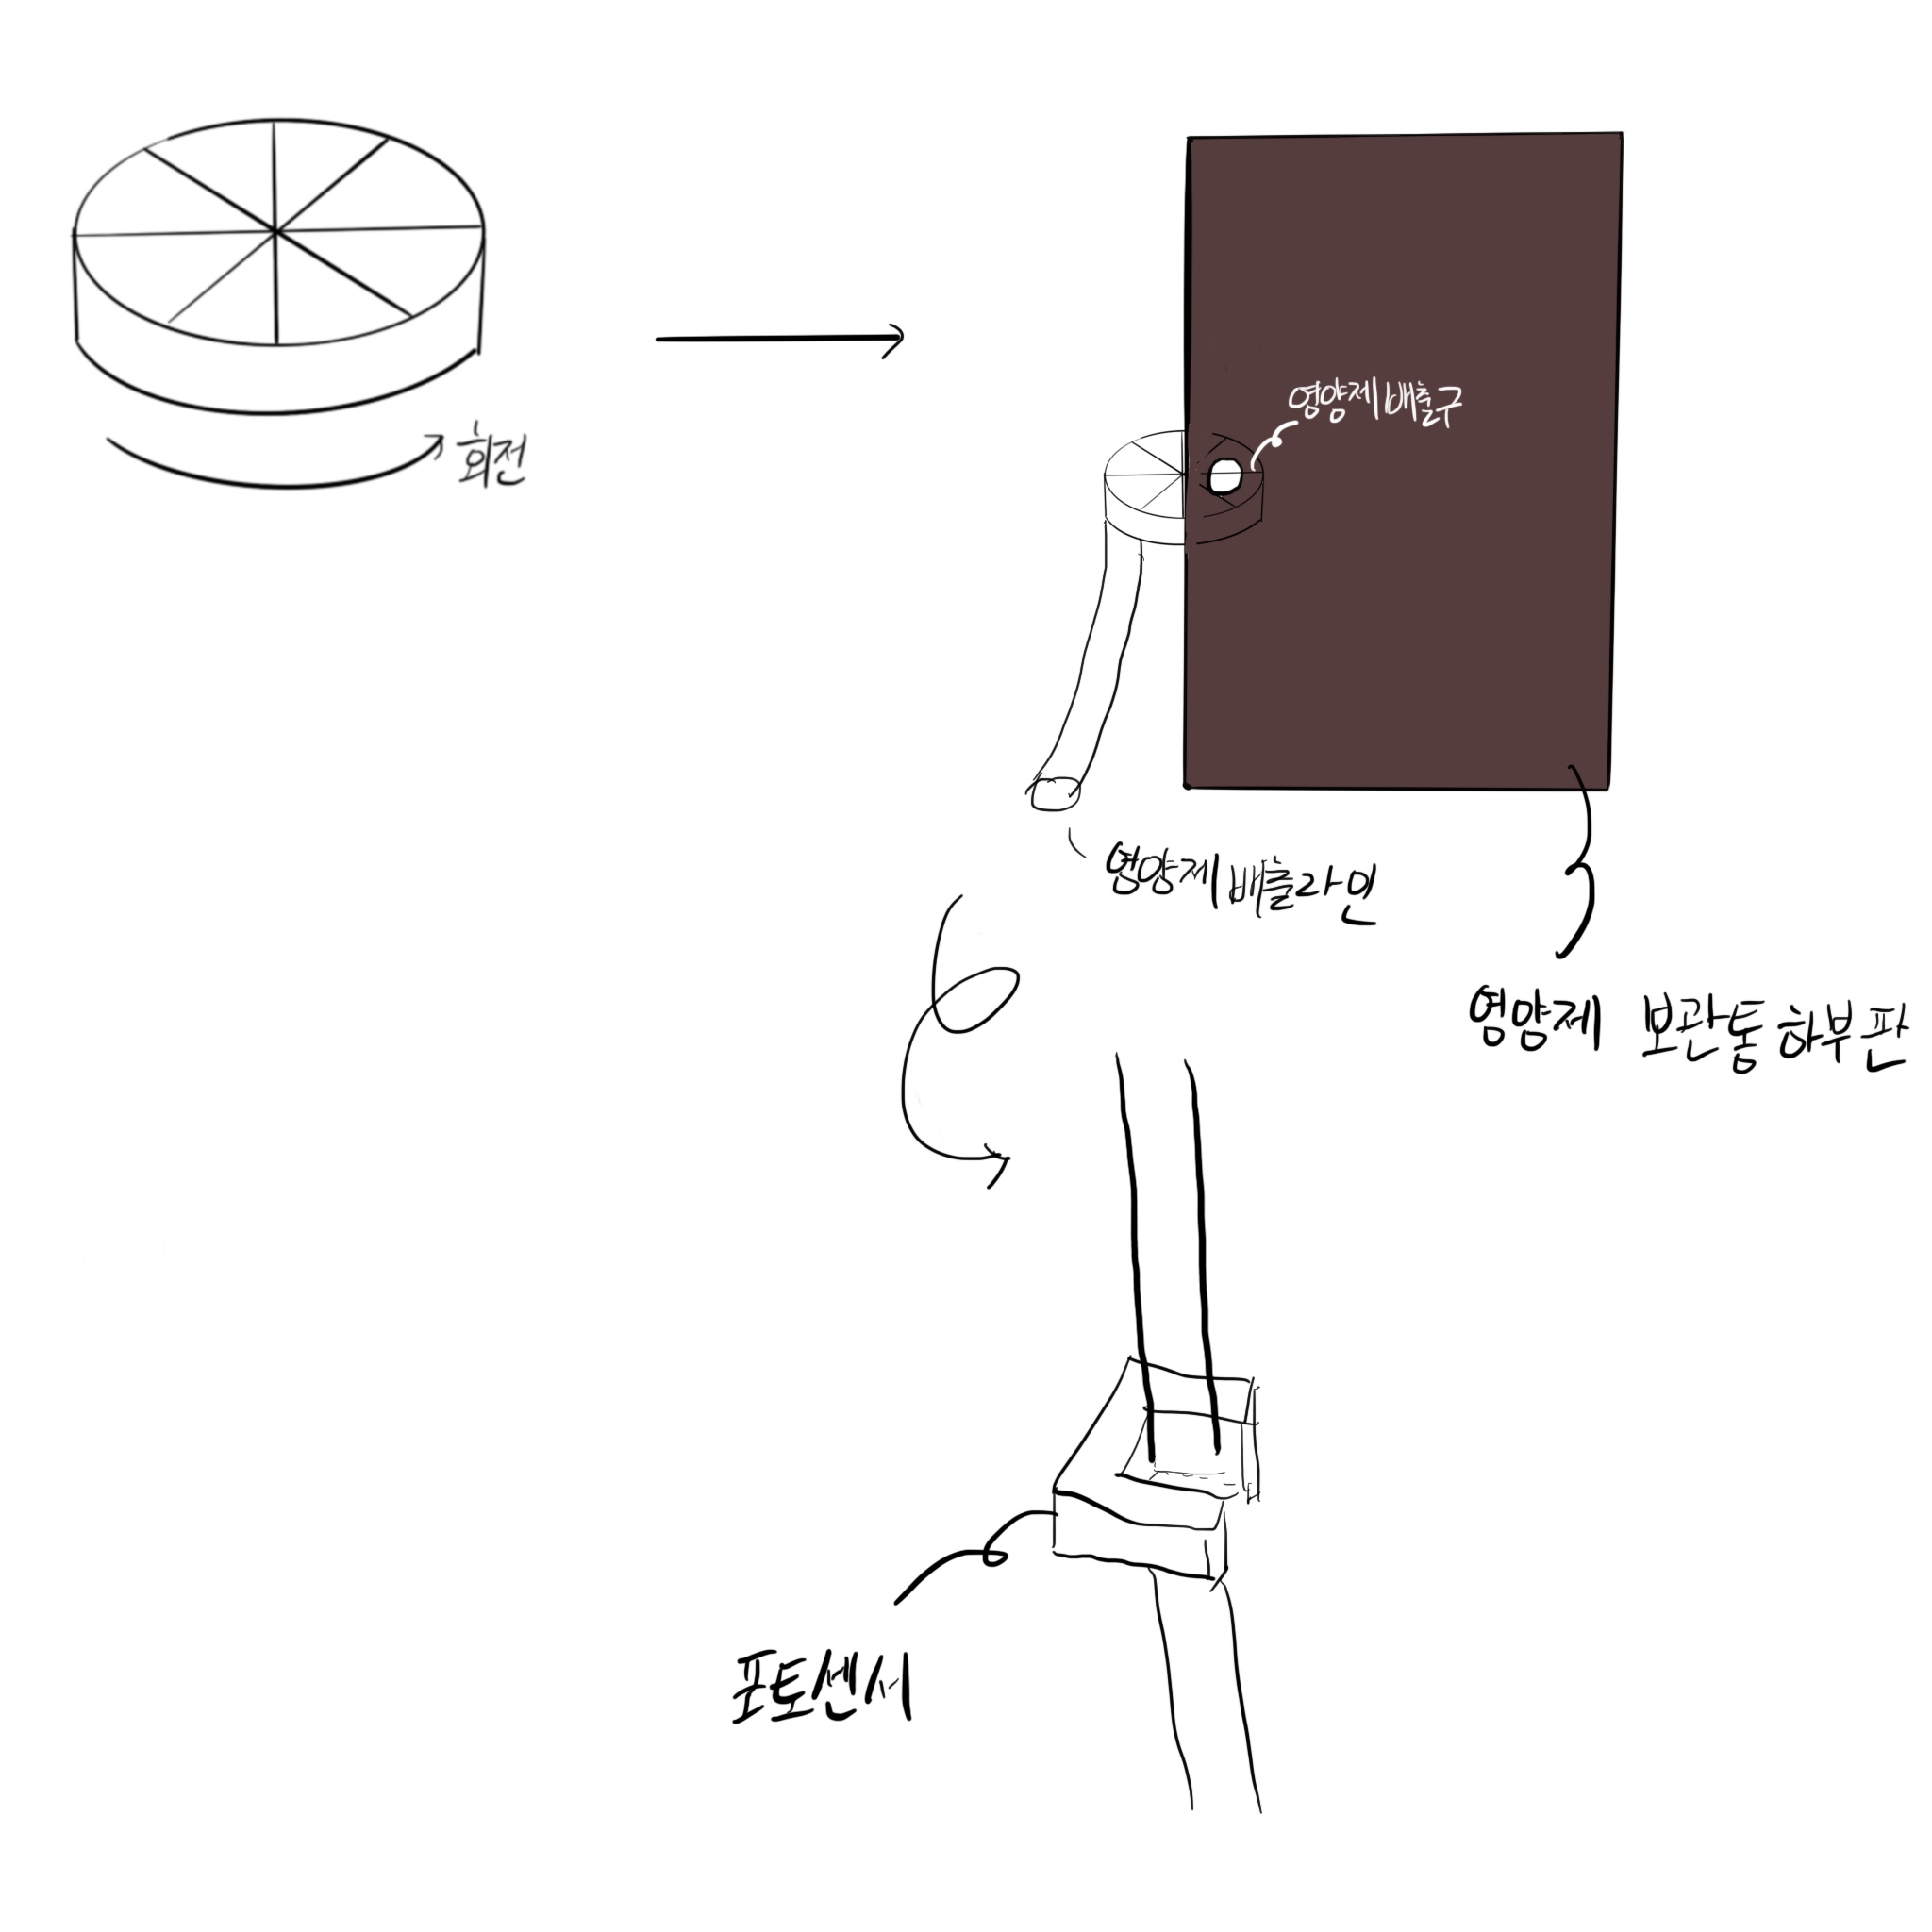 회전
영양제 배출구
영양제 배출라인
영양제 보관통 하부판
포토센서